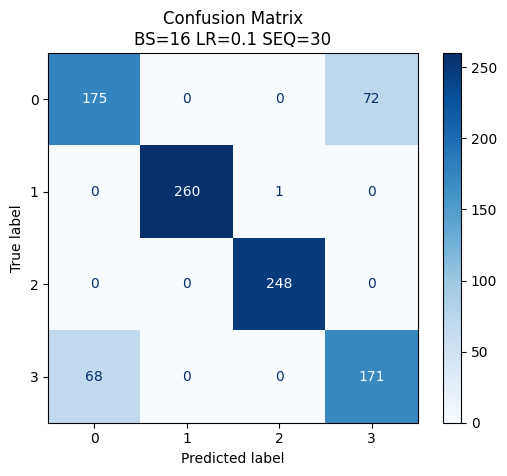 Confusion Matrix
BS=16 LR=0.1 SEQ=30
250
0 175 0 0 72
200
1 0 260 1 0
150
True label
2 0 0 248 0
100
50
3 68 0 0 171
0
0 1 2 3
Predicted label